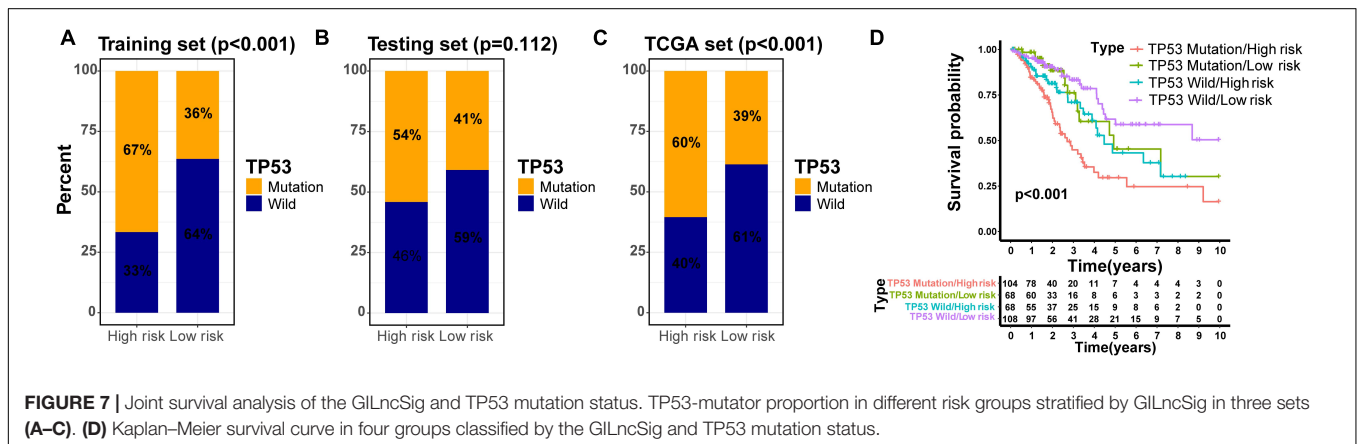 A Training set (p<0.001)
Percent
100
75
50
25
0
67%
33%
36%
64%
High risk Low risk
TP53
Mutation
Wild
B Testing set (p=0.112)
100
75
50
25
0
54%
46%
41%
59%
High risk Low risk
TP53
Mutation
Wild
C TCGA set (p<0.001)
100
75
50
25
0
60%
40%
39%
61%
High risk Low risk
TP53
Mutation
Wild
D
Type
TP53 Mutation/High risk
TP53 Mutation/Low risk
TP53 Wild/High risk
TP53 Wild/Low risk
Survival probability
1.00
0.75
0.50
0.25
0.00
p<0.001
0 1 2 3 4 5 6 7 8 9 10
Time(years)
Type
TP53 Mutation/High risk 104 78 40 20 11 7 4 4 4 3 0
TP53 Mutation/Low risk 68 60 33 16 8 6 3 3 2 2 0
TP53 Wild/High risk 68 55 37 25 15 9 8 6 2 0 0
TP53 Wild/Low risk 108 97 56 41 28 21 15 9 7 5 0
0 1 2 3 4 5 6 7 8 9 10
Time(years)
FIGURE 7 | Joint survival analysis of the GILncSig and TP53 mutation status. TP53-mutator proportion in different risk groups stratified by GILncSig in three sets
(A–C). (D) Kaplan–Meier survival curve in four groups classified by the GILncSig and TP53 mutation status.